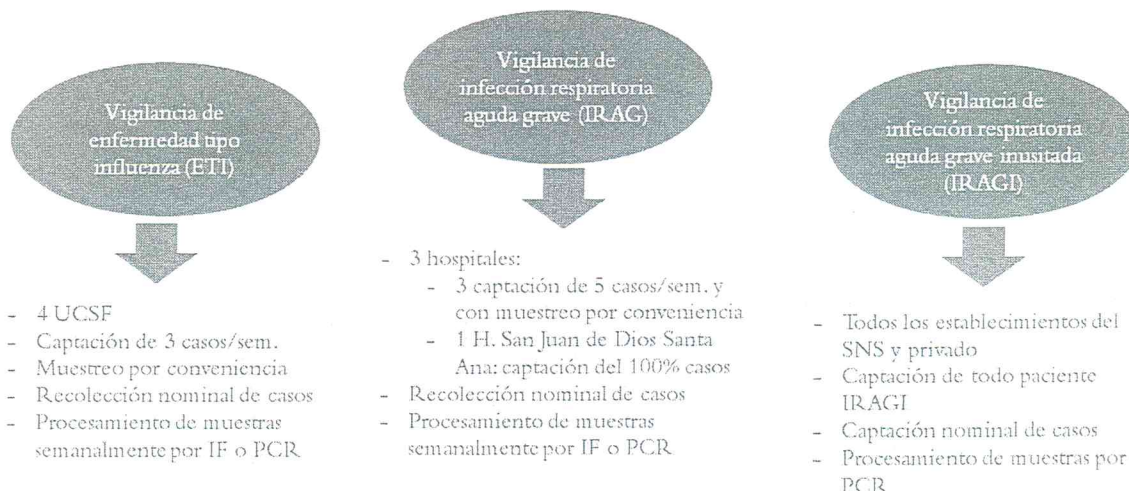 Vigilancia de
enfermedad tipo
influenza (ETI)
- 4 UCSF
- Captación de 3 casos/sem.
- Muestreo por conveniencia
- Recolección nominal de casos
- Procesamiento de muestras
semanalmente por IF o PCR
Vigilancia de
infección respiratoria
aguda grave (IRAG)
- 3 hospitales:
- 3 captación de 5 casos/sem. y
con muestreo por conveniencia
- 1 H. San Juan de Dios Santa
Ana: captación del 100% casos
- Recolección nominal de casos
- Procesamiento de muestras
semanalmente por IF o PCR
Vigilancia de
infección respiratoria
aguda grave inusitada
(IRAGI)
- Todos los establecimientos del
SNS y privado
- Captación de todo paciente
IRAGI
- Captación nominal de casos
- Procesamiento de muestras por
PCR